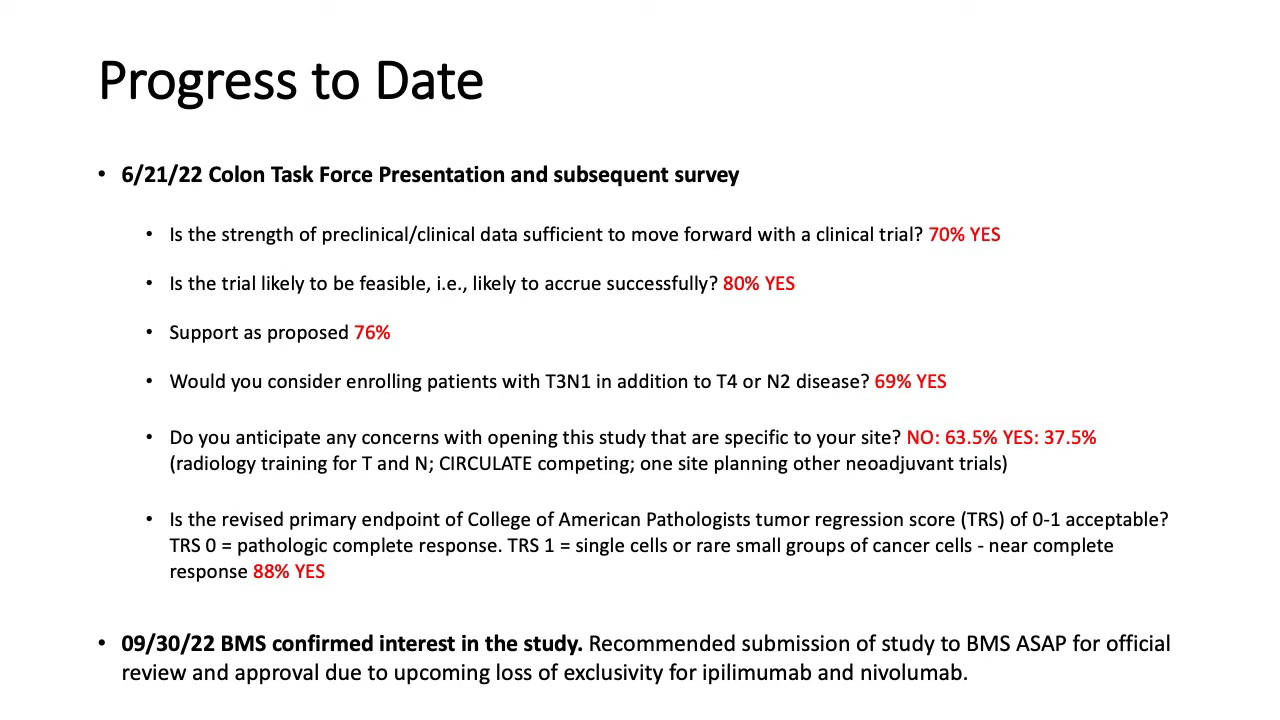 Progress to Date
• 6/21/22 Colon Task Force Presentation and subsequent survey
• Is the strength of preclinical/clinical data sufficient to move forward with a clinical trial? 70% YES
• Is the trial likely to be feasible, i.e., likely to accrue successfully? 80% YES
• Support as proposed 76%
• Would you consider enrolling patients with T3N1 in addition to T4 or N2 disease? 69% YES
• Do you anticipate any concerns with opening this study that are specific to your site? NO: 63.5% YES: 37.5%
(radiology training for T and N; CIRCULATE competing; one site planning other neoadjuvant trials)
• Is the revised primary endpoint of College of American Pathologists tumor regression score (TRS) of 0-1 acceptable?
TRS 0 = pathologic complete response. TRS 1 = single cells or rare small groups of cancer cells - near complete
response 88% YES
• 09/30/22 BMS confirmed interest in the study. Recommended submission of study to BMS ASAP for official
review and approval due to upcoming loss of exclusivity for ipilimumab and nivolumab.